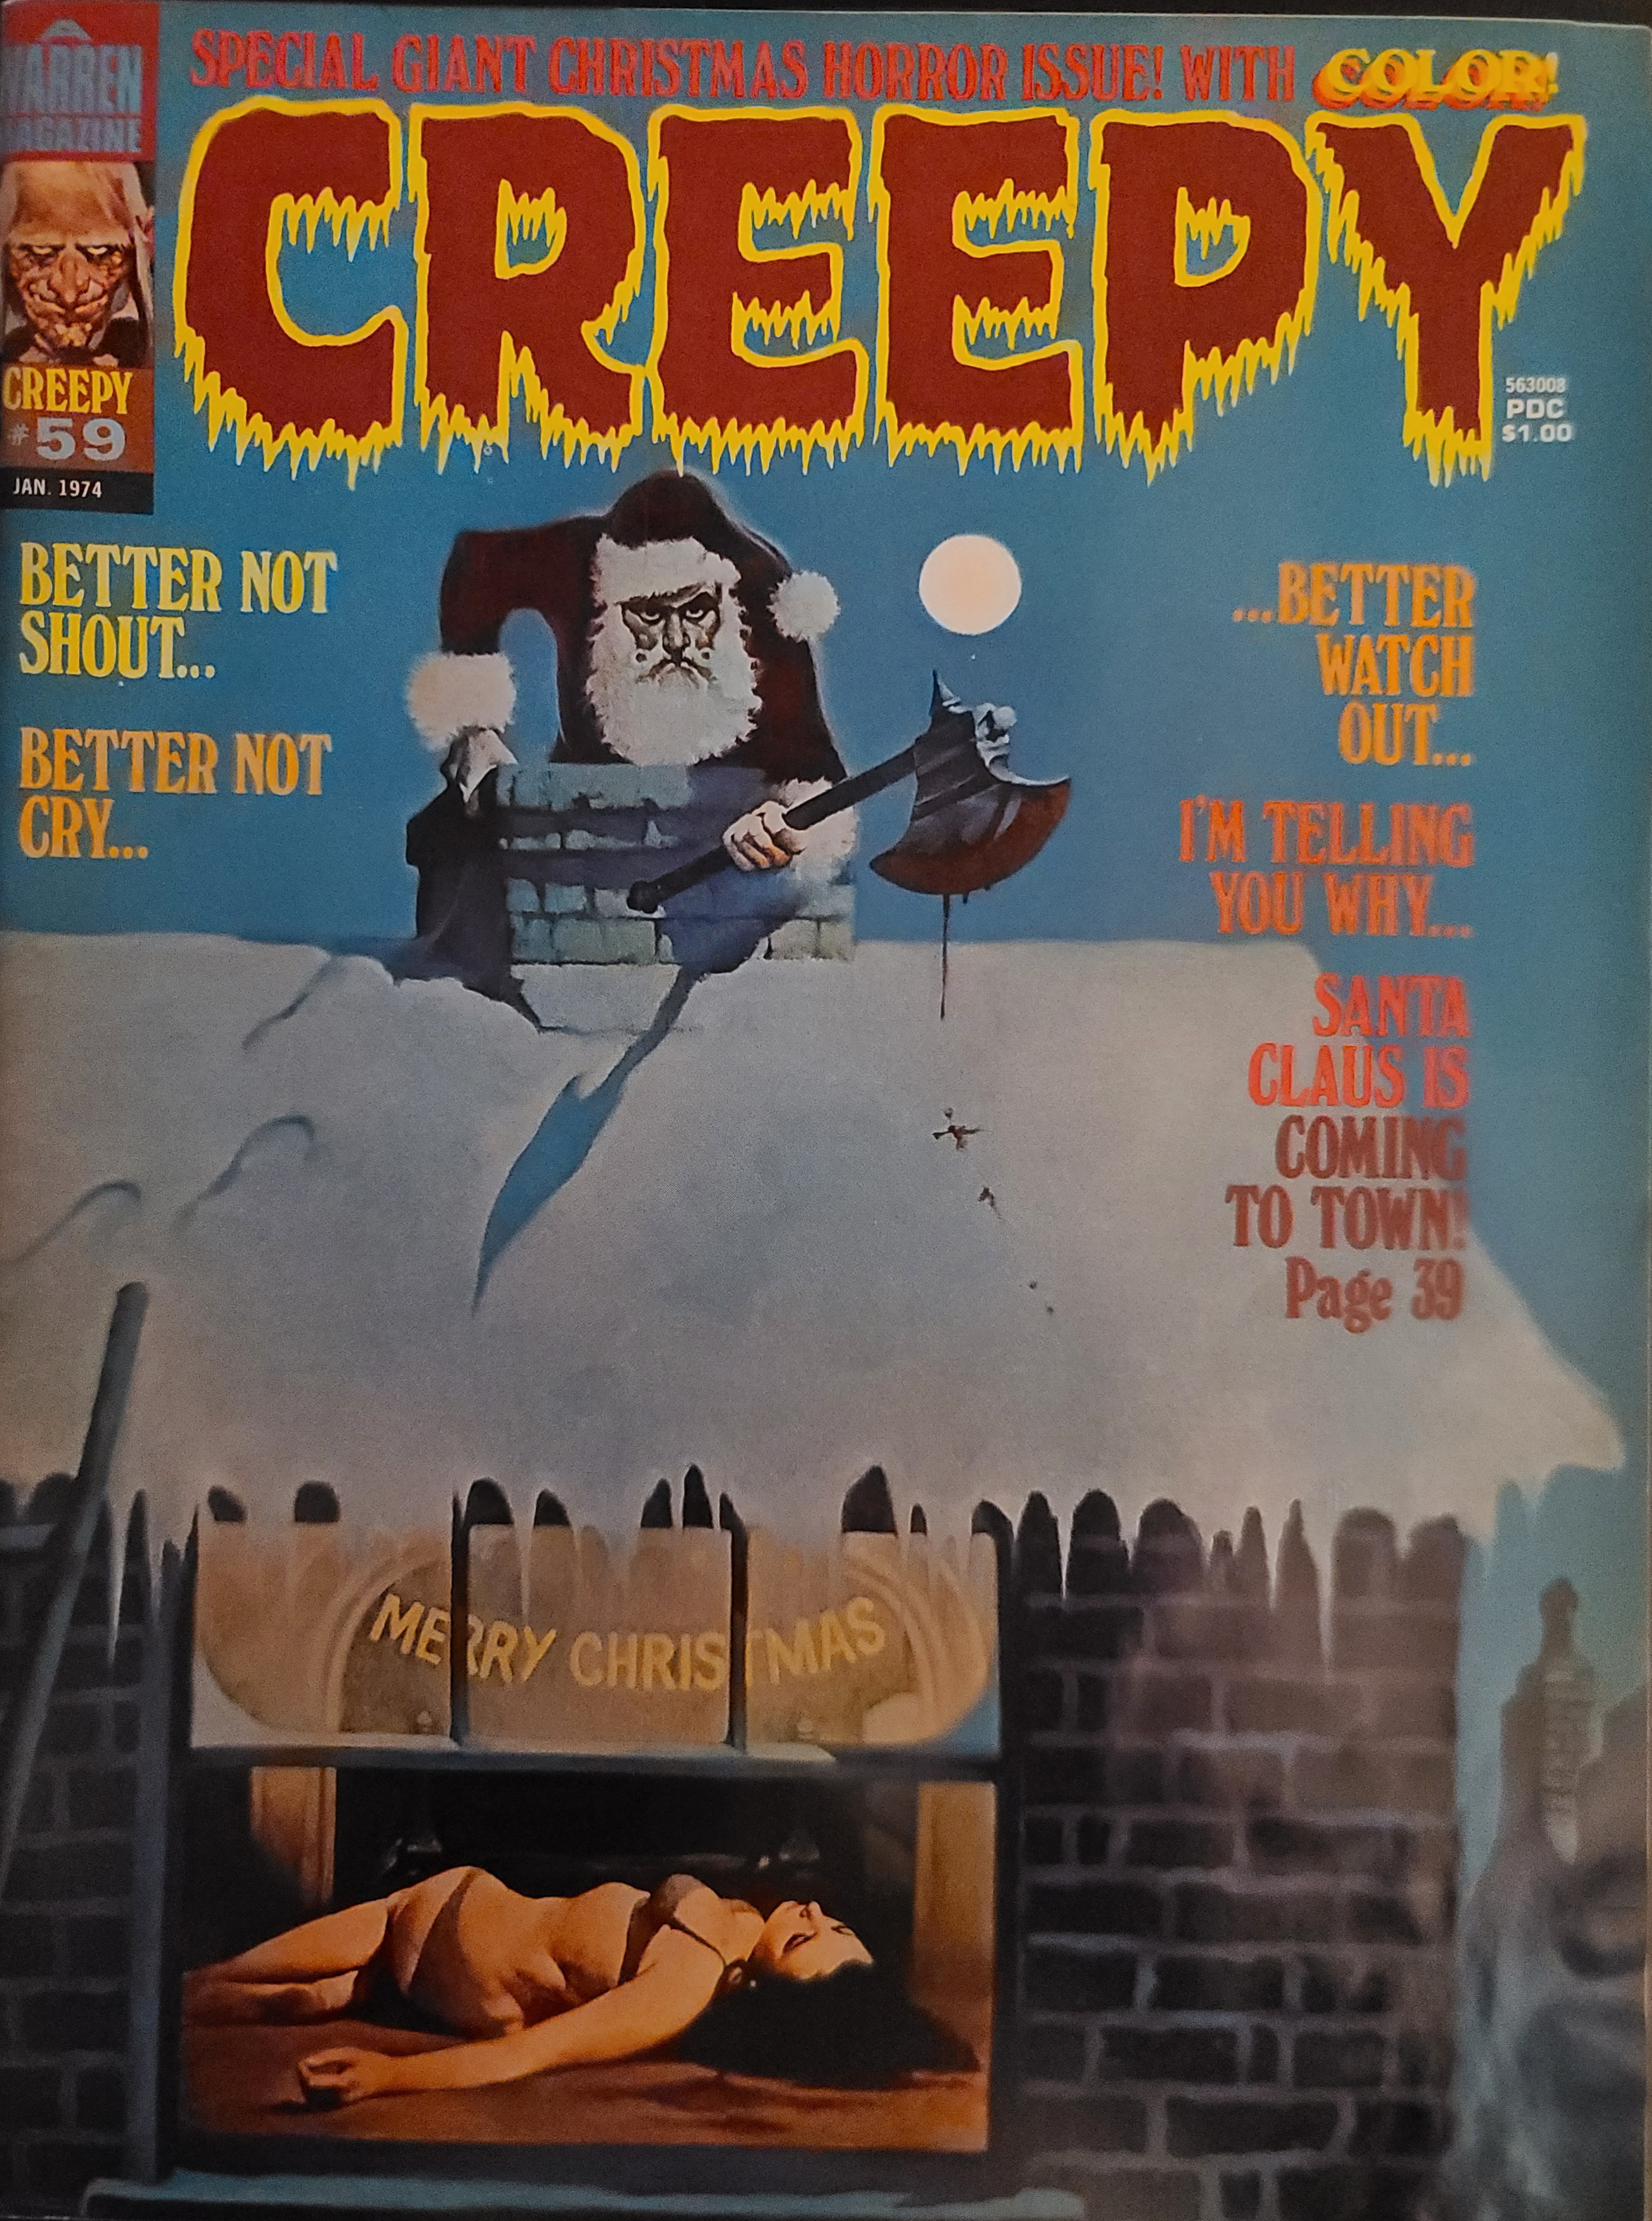 WARREN
MAGAZINE
CREEPY
#59
JAN. 1974
SPECIAL GIANT CHRISTMAS HORROR ISSUE! WITH COLOR!
CREEPY
563008
PDC
$1.00
BETTER NOT
SHOUT...
BETTER NOT
CRY...
...BETTER
WATCH
OUT...
I'M TELLING
YOU WHY...
SANTA
CLAUS IS
COMING
TO TOWN!
Page 39
MERRY CHRISTMAS